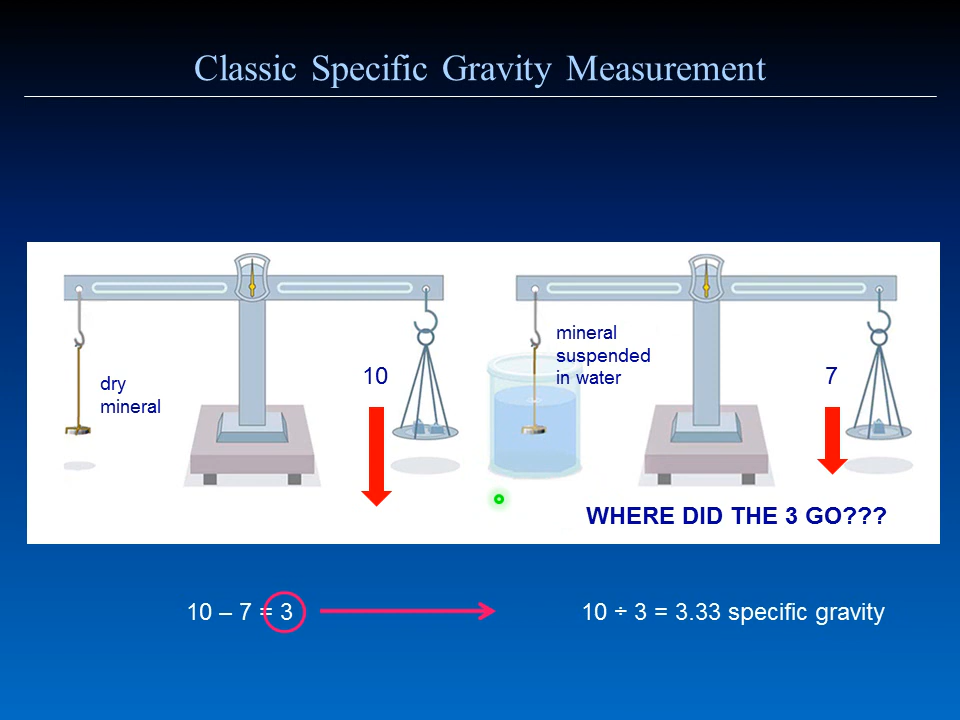 Classic Specific Gravity Measurement
dry
mineral
10
mineral
suspended
in water
7
WHERE DID THE 3 GO???
10 – 7 = 3
10 ÷ 3 = 3.33 specific gravity